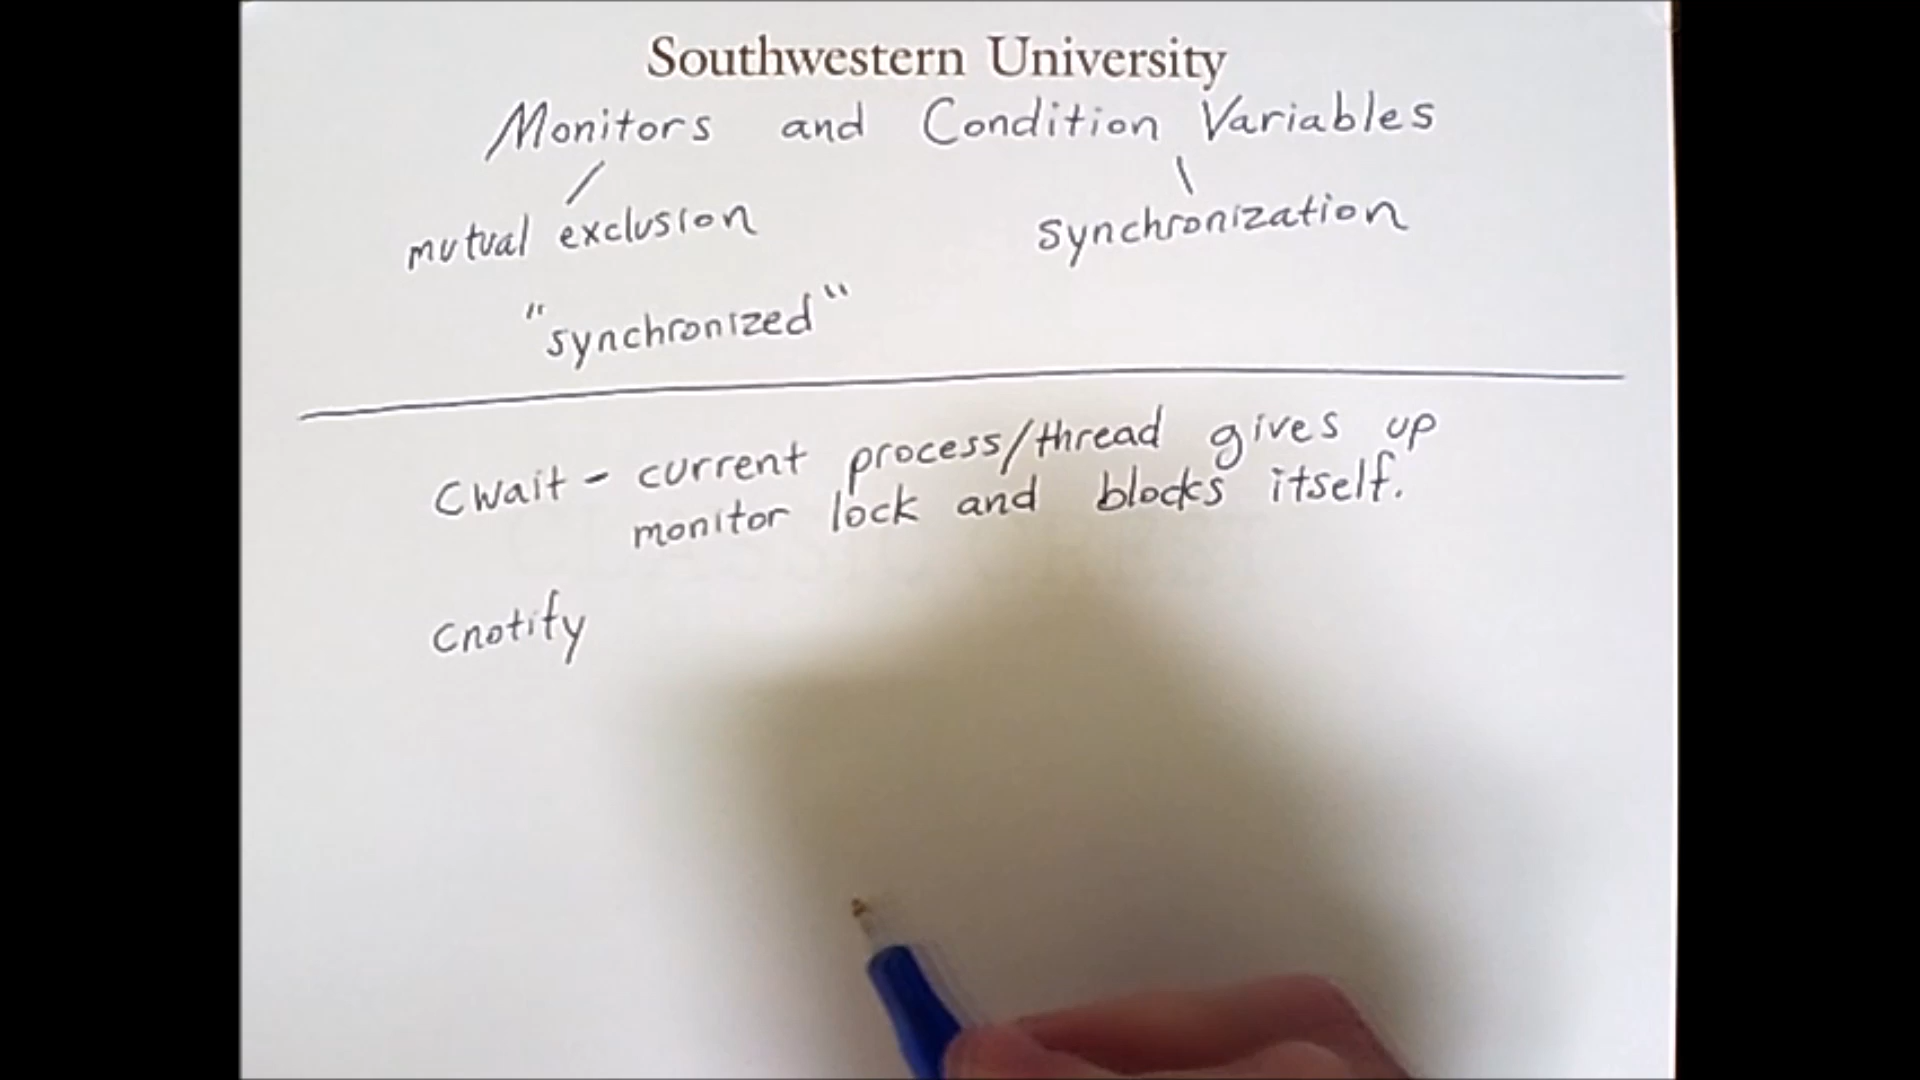 Southwestern University
Monitors and Condition Variables
mutual exclusion synchronization
"synchronized"
cwait - current process/thread gives up
monitor lock and blocks itself.
cnotify